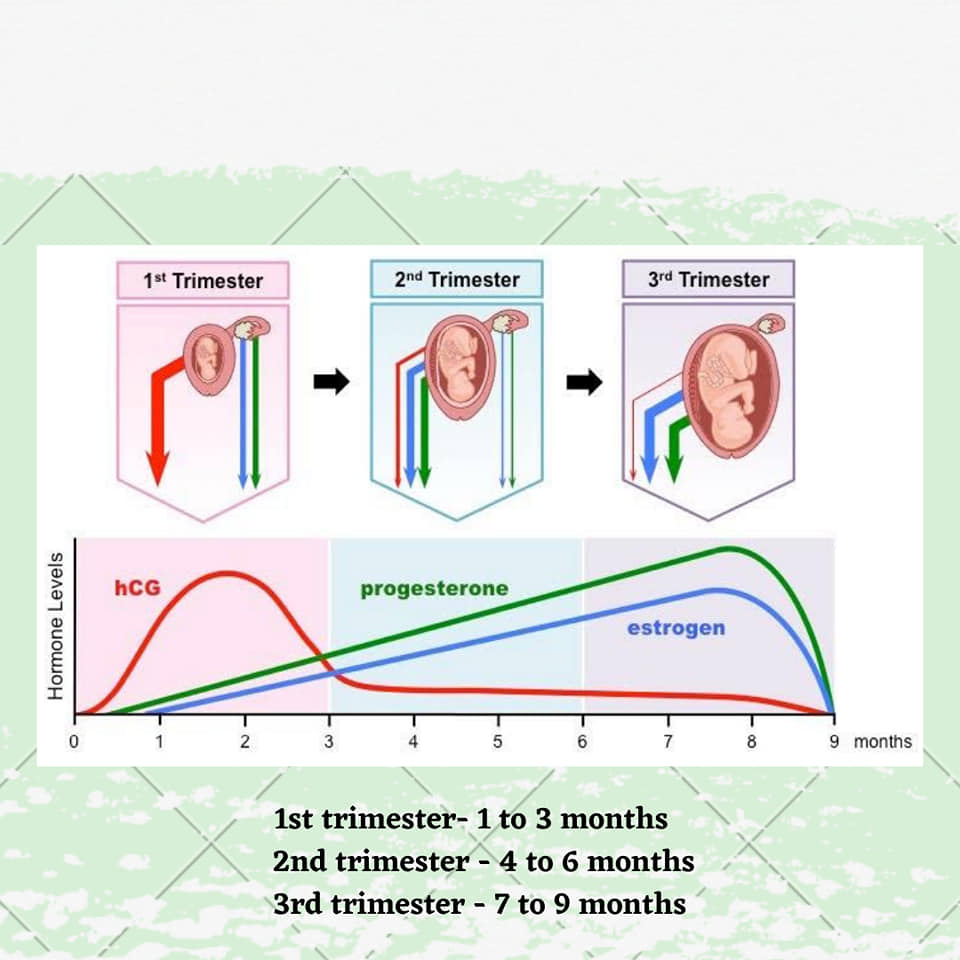 1st Trimester
2nd Trimester
3rd Trimester
Hormone Levels
hCG
progesterone
estrogen
0 1 2 3 4 5 6 7 8 9 months
1st trimester- 1 to 3 months
2nd trimester - 4 to 6 months
3rd trimester - 7 to 9 months